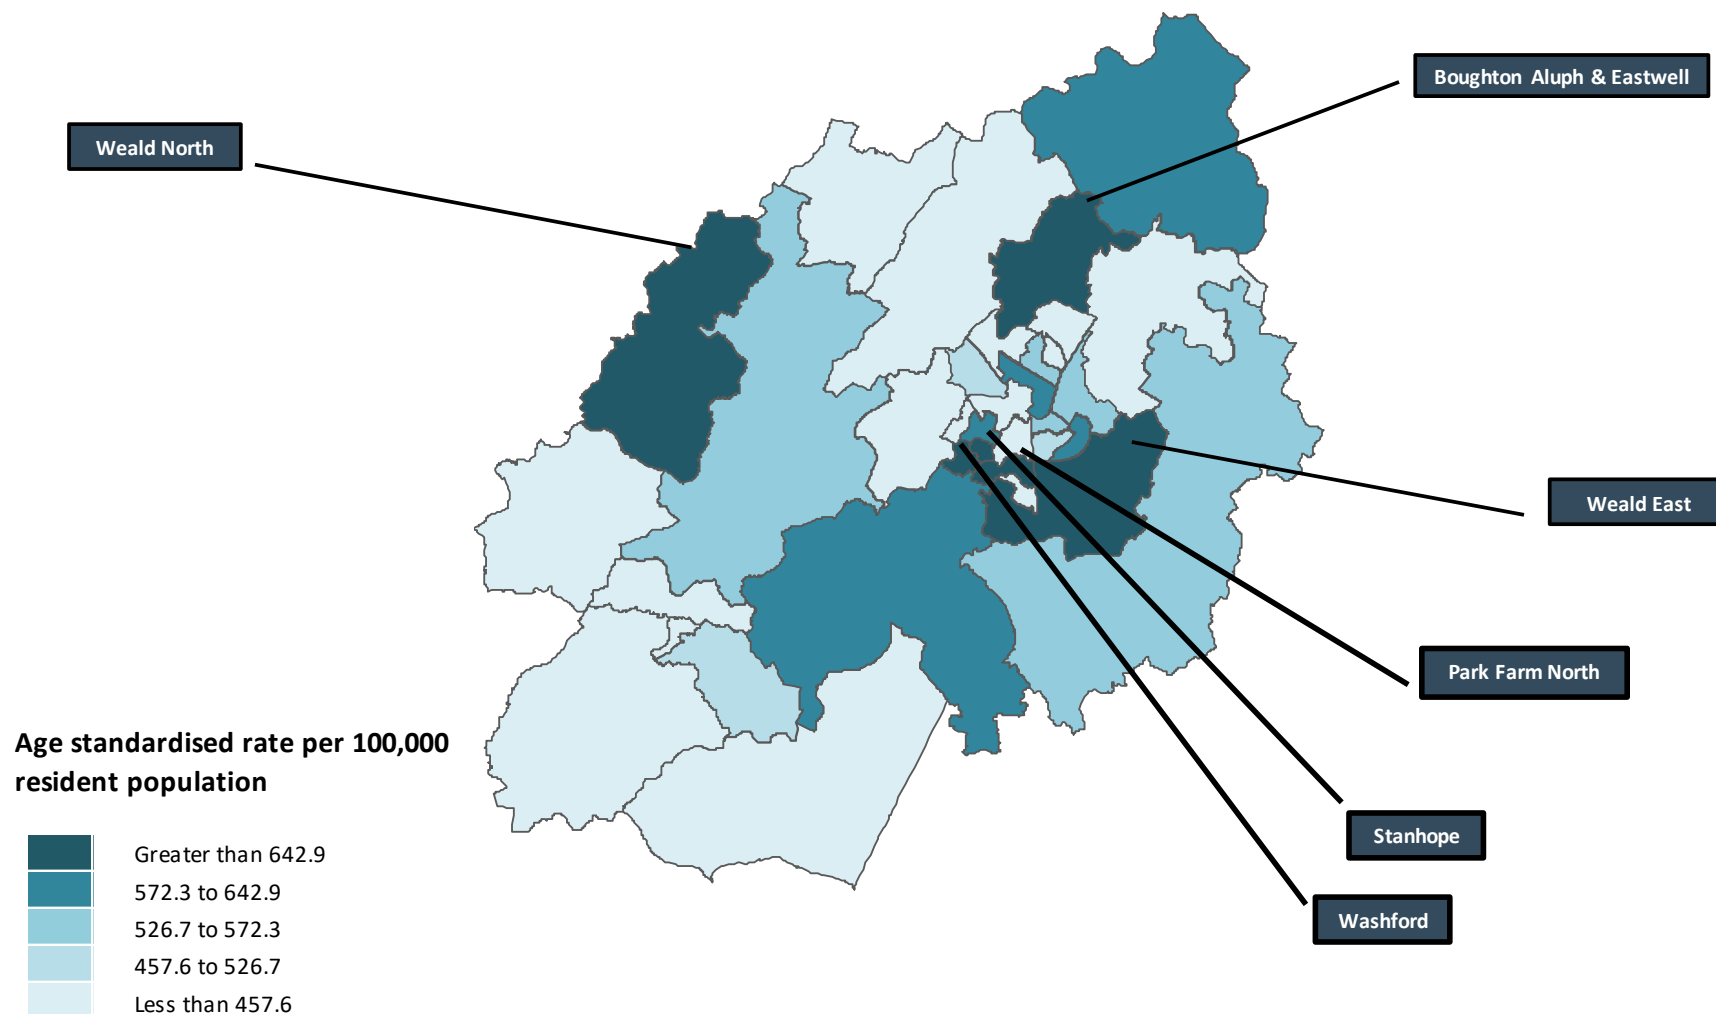 Boughton Aluph & Eastwell
Weald North
Weald East
Park Farm North
Age standardised rate per 100,000
resident population
Stanhope
Greater than 642.9
572.3 to 642.9
Washford
526.7 to 572.3
457.6 to 526.7
Less than 457.6